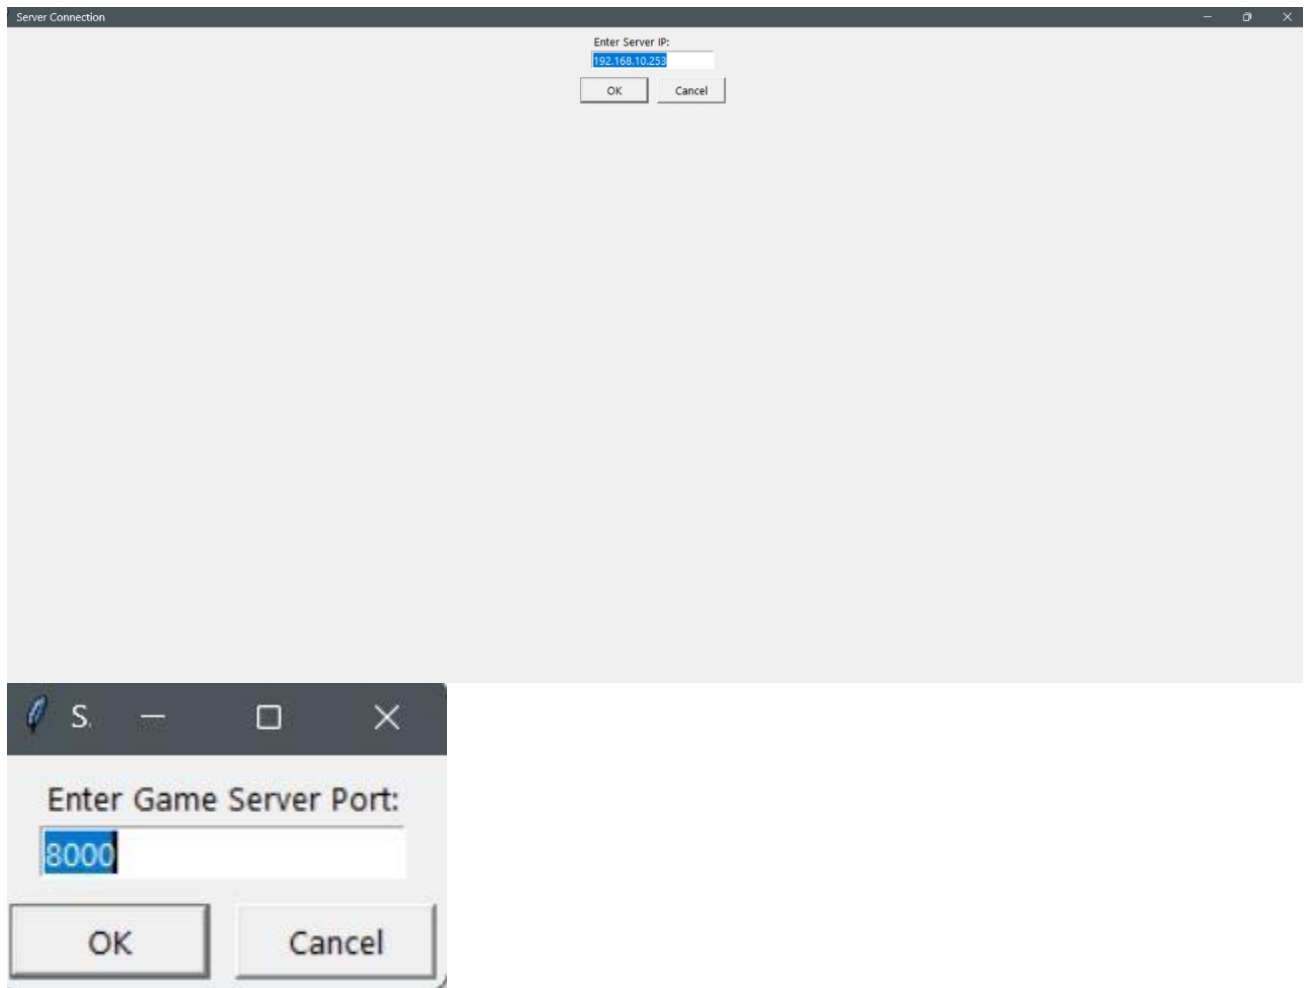 Server Connection
Enter Server IP:
192.168.10.253
OK
Cancel
S.
Enter Game Server Port:
8000
OK
Cancel